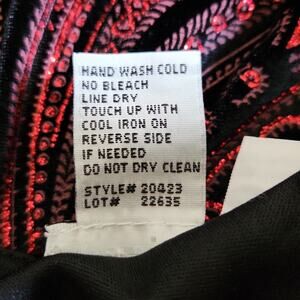 HAND WASH COLD
NO BLEACH
LINE DRY
TOUCH UP WITH
COOL IRON ON
REVERSE SIDE
IF NEEDED
DO NOT DRY CLEAN
STYLE# 20423
LOT# 22635